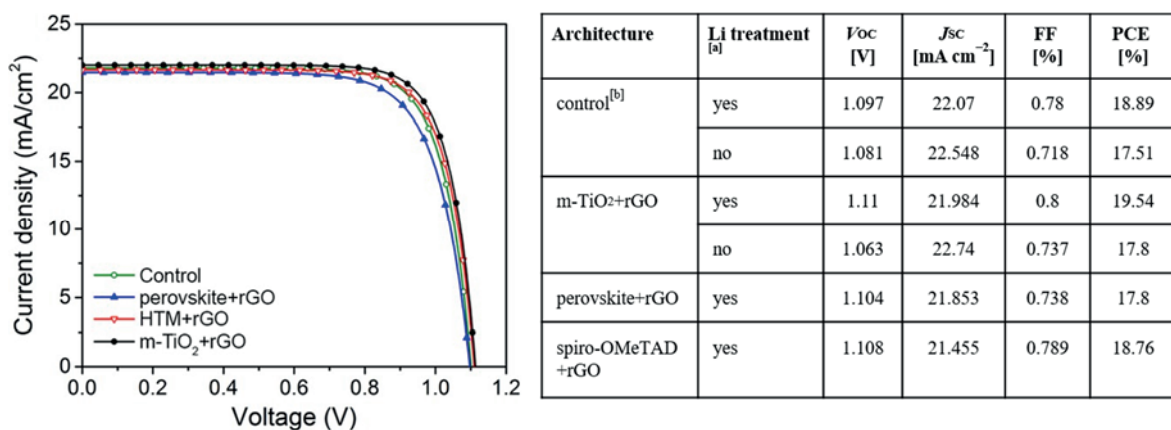 25
20
15
10
5
0
Current density (mA/cm²)
Control
perovskite+rGO
HTM+rGO
m-TiO₂+rGO
0.0 0.2 0.4 0.6 0.8 1.0 1.2
Voltage (V)
Architecture Li treatment VOC JSC FF PCE
[a] [V] [mA cm⁻²] [%] [%]
control[b] yes 1.097 22.07 0.78 18.89
no 1.081 22.548 0.718 17.51
m-TiO2+rGO yes 1.11 21.984 0.8 19.54
no 1.063 22.74 0.737 17.8
perovskite+rGO yes 1.104 21.853 0.738 17.8
spiro-OMeTAD yes 1.108 21.455 0.789 18.76
+rGO